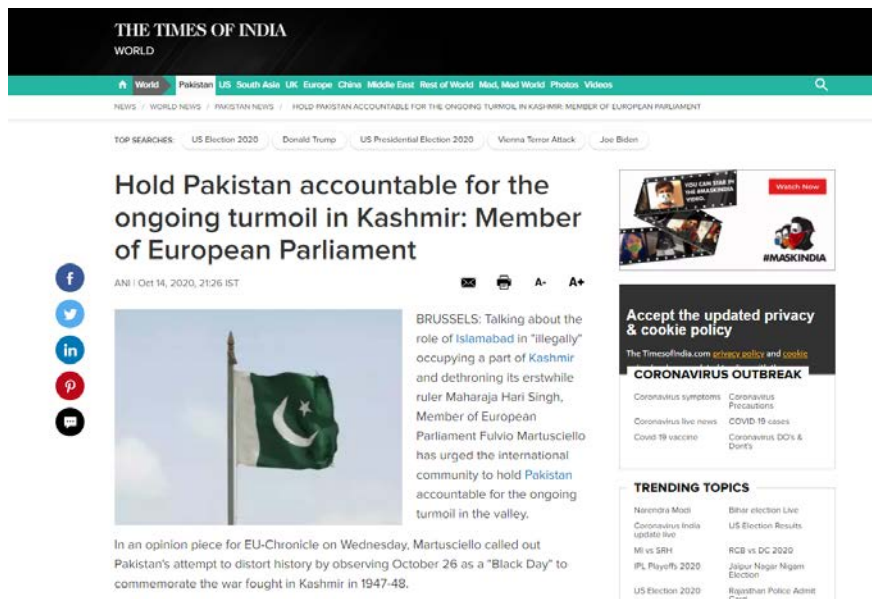 THE TIMES OF INDIA
WORLD
World Pakistan US South Asia UK Europe China Middle East Rest of World Mad, Mad World Photos Videos
NEWS / WORLD NEWS / PAKISTAN NEWS / HOLD PAKISTAN ACCOUNTABLE FOR THE ONGOING TURMOIL IN KASHMIR: MEMBER OF EUROPEAN PARLIAMENT
TOP SEARCHES: US Election 2020 Donald Trump US Presidential Election 2020 Vienna Terror Attack Joe Biden
Hold Pakistan accountable for the
ongoing turmoil in Kashmir: Member
of European Parliament
ANI | Oct 14, 2020, 21:26 IST
A- A+
BRUSSELS: Talking about the
role of Islamabad in "illegally"
occupying a part of Kashmir
and dethroning its erstwhile
ruler Maharaja Hari Singh,
Member of European
Parliament Fulvio Martusciello
has urged the international
community to hold Pakistan
accountable for the ongoing
turmoil in the valley.
In an opinion piece for EU-Chronicle on Wednesday, Martusciello called out
Pakistan's attempt to distort history by observing October 26 as a "Black Day" to
commemorate the war fought in Kashmir in 1947-48.
YOU CAN STAR IN
THE #MASKINDIA
VIDEO.
Watch Now
#MASKINDIA
Accept the updated privacy
& cookie policy
The TimesofIndia.com privacy policy and cookie
CORONAVIRUS OUTBREAK
Coronavirus symptoms Coronavirus
Precautions
Coronavirus live news COVID 19 cases
Covid 19 vaccine Coronavirus DO's &
Dont's
TRENDING TOPICS
Narendra Modi Bihar election Live
Coronavirus India
update live
US Election Results
MI vs SRH RCB vs DC 2020
IPL Playoffs 2020 Jaipur Nagar Nigam
Election
US Election 2020 Rajasthan Police Admit